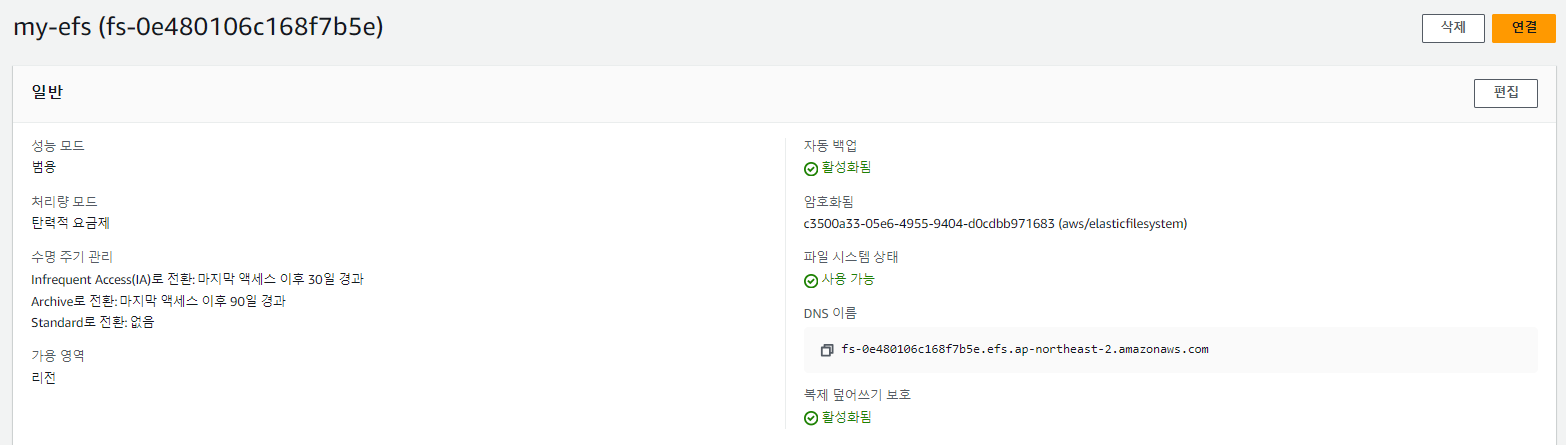 my-efs (fs-0e480106c168f7b5e)
삭제
연결
일반
편집
성능 모드
범용
처리량 모드
탄력적 요금제
수명 주기 관리
Infrequent Access(IA)로 전환: 마지막 액세스 이후 30일 경과
Archive로 전환: 마지막 액세스 이후 90일 경과
Standard로 전환: 없음
가용 영역
리전
자동 백업
활성화됨
암호화됨
c3500a33-05e6-4955-9404-d0cdbb971683 (aws/elasticfilesystem)
파일 시스템 상태
사용 가능
DNS 이름
fs-0e480106c168f7b5e.efs.ap-northeast-2.amazonaws.com
복제 덮어쓰기 보호
활성화됨